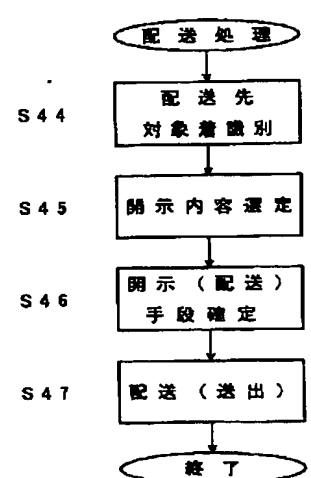 配送処理
S44
配送先
対象者識別
S45
開示内容選定
S46
開示(配送)
手段確定
S47
配送(送出)
終了